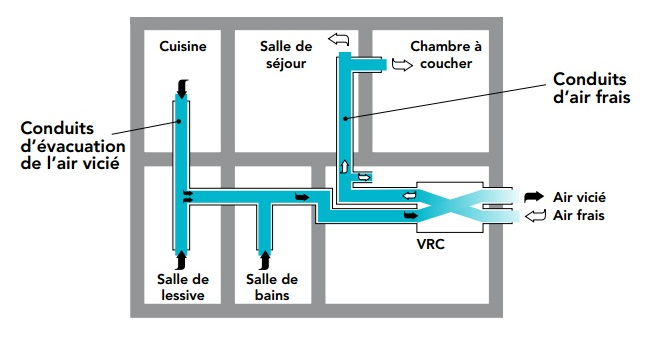 Cuisine
Salle de
séjour
Chambre à
coucher
Conduits
d'air frais
Conduits
d'évacuation
de l'air vicié
Air vicié
Air frais
VRC
Salle de
lessive
Salle de
bains